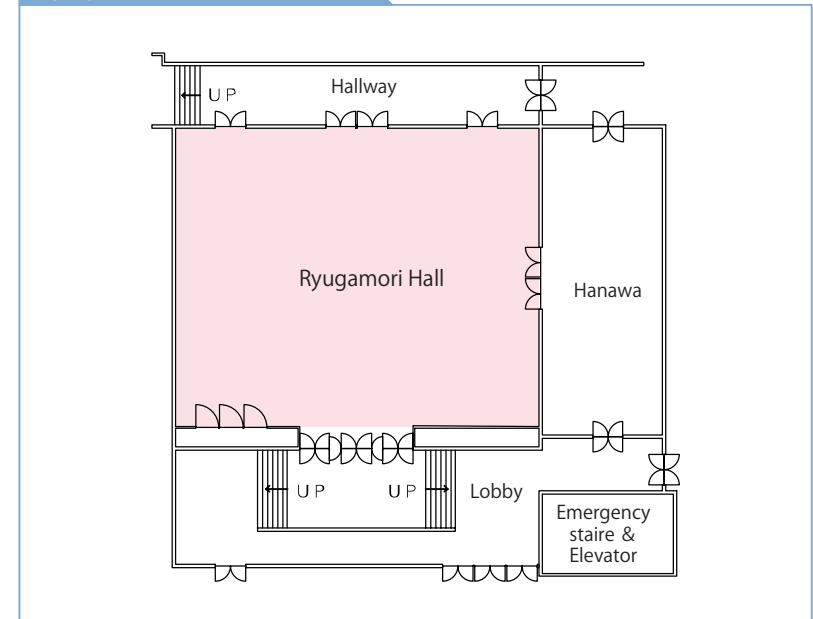 Hallway
UP
Ryugamori Hall
Hanawa
UP
UP
Lobby
Emergency
staire &
Elevator